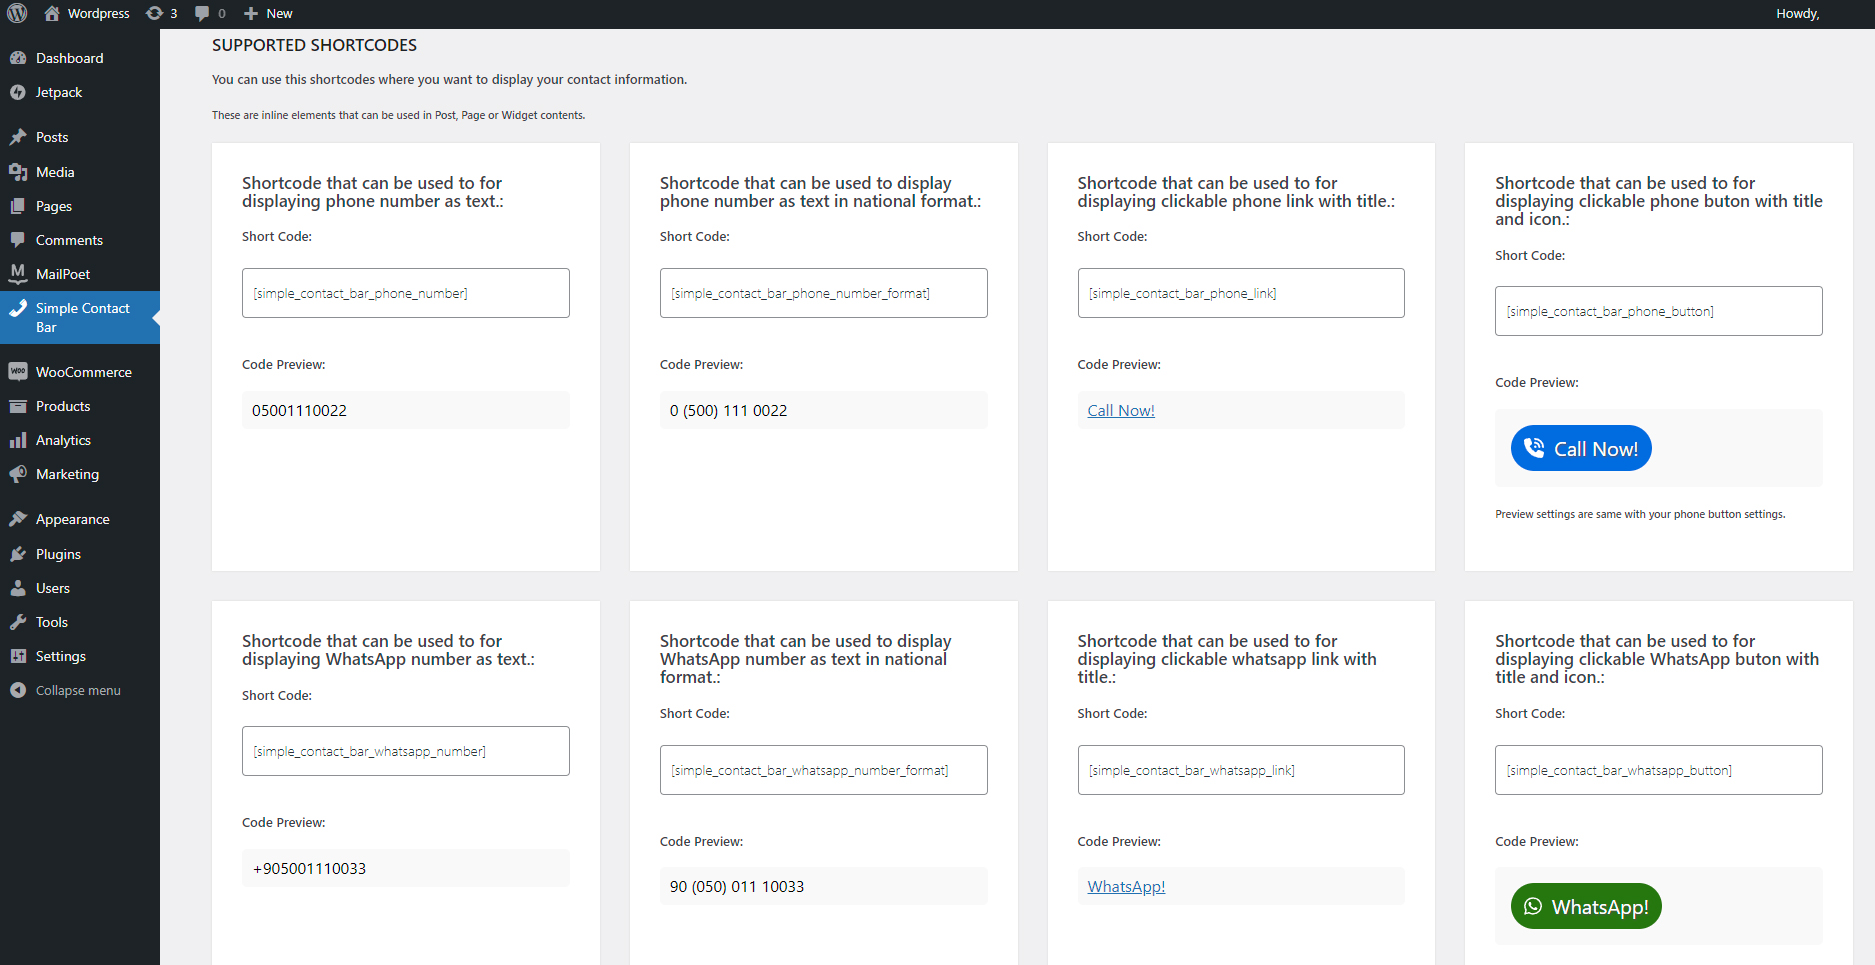 Wordpress 3 0 New Howdy,
Dashboard
Jetpack
Posts
Media
Pages
Comments
MailPoet
Simple Contact
Bar
WooCommerce
Products
Analytics
Marketing
Appearance
Plugins
Users
Tools
Settings
Collapse menu
SUPPORTED SHORTCODES
You can use this shortcodes where you want to display your contact information.
These are inline elements that can be used in Post, Page or Widget contents.
Shortcode that can be used to for
displaying phone number as text.:
Short Code:
[simple_contact_bar_phone_number]
Code Preview:
05001110022
Shortcode that can be used to display
phone number as text in national format.:
Short Code:
[simple_contact_bar_phone_number_format]
Code Preview:
0 (500) 111 0022
Shortcode that can be used to for
displaying clickable phone link with title.:
Short Code:
[simple_contact_bar_phone_link]
Code Preview:
Call Now!
Shortcode that can be used to for
displaying clickable phone buton with title
and icon.:
Short Code:
[simple_contact_bar_phone_button]
Code Preview:
Call Now!
Preview settings are same with your phone button settings.
Shortcode that can be used to for
displaying WhatsApp number as text.:
Short Code:
[simple_contact_bar_whatsapp_number]
Code Preview:
+905001110033
Shortcode that can be used to display
WhatsApp number as text in national
format.:
Short Code:
[simple_contact_bar_whatsapp_number_format]
Code Preview:
90 (050) 011 10033
Shortcode that can be used to for
displaying clickable whatsapp link with
title.:
Short Code:
[simple_contact_bar_whatsapp_link]
Code Preview:
WhatsApp!
Shortcode that can be used to for
displaying clickable WhatsApp buton with
title and icon.:
Short Code:
[simple_contact_bar_whatsapp_button]
Code Preview:
WhatsApp!